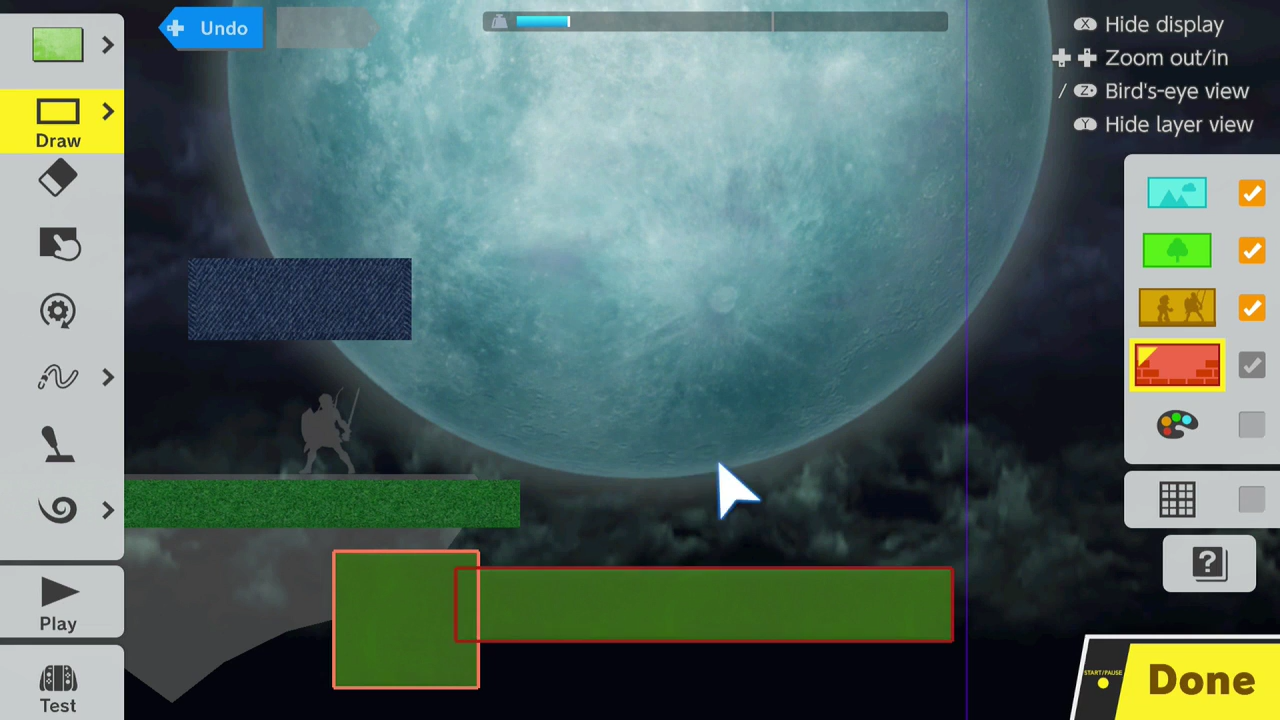 Undo
X Hide display
Zoom out/in
/ Z Bird's-eye view
Y Hide layer view
Draw
Play
Test
?
START/PAUSE
Done